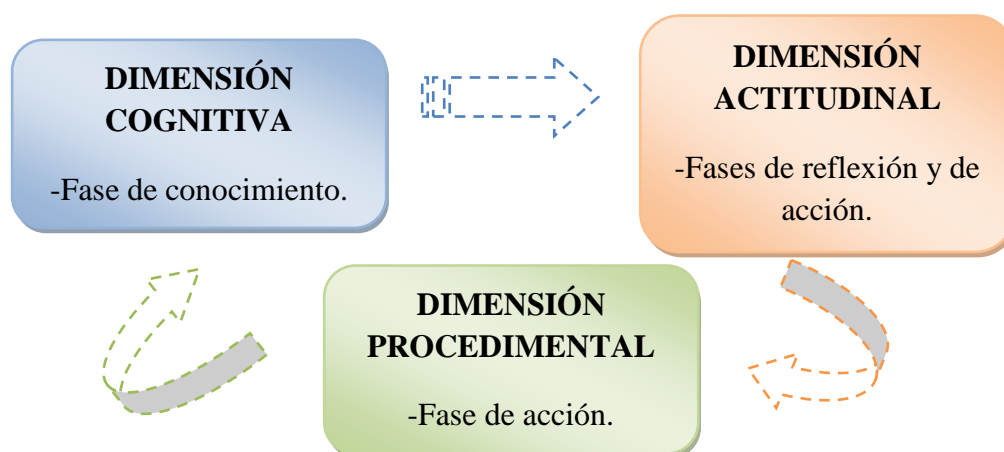 DIMENSIÓN
COGNITIVA
-Fase de conocimiento.
DIMENSIÓN
ACTITUDINAL
-Fases de reflexión y de
acción.
DIMENSIÓN
PROCEDIMENTAL
-Fase de acción.